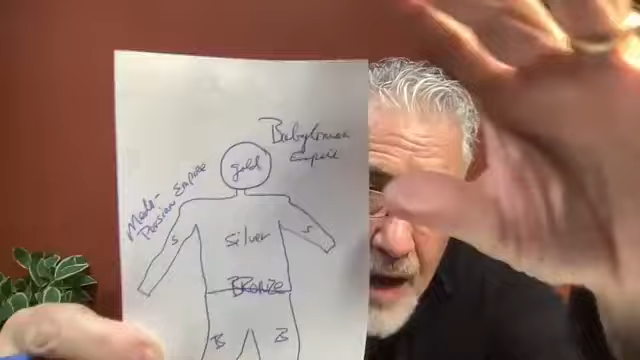 Babylonian
Empire
gold
Medo-
Persian Empire
S
Silver
S
BRONZE
B
B